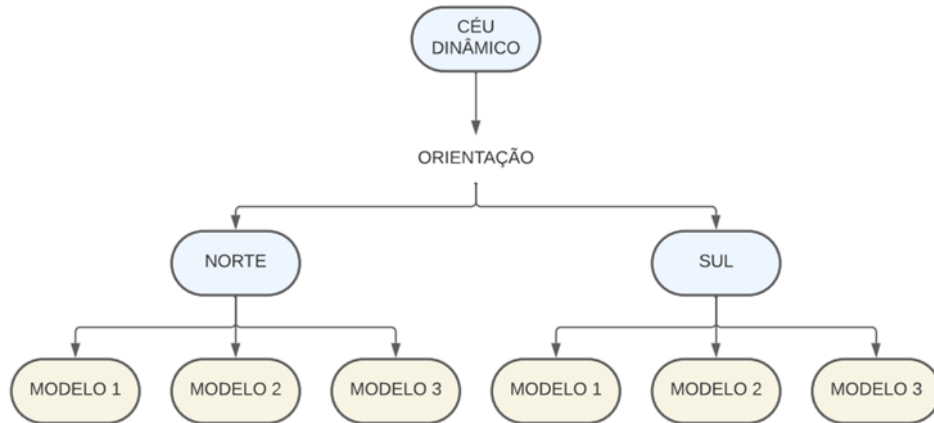 CÉU
DINÂMICO
ORIENTAÇÃO
NORTE
SUL
MODELO 1
MODELO 2
MODELO 3
MODELO 1
MODELO 2
MODELO 3